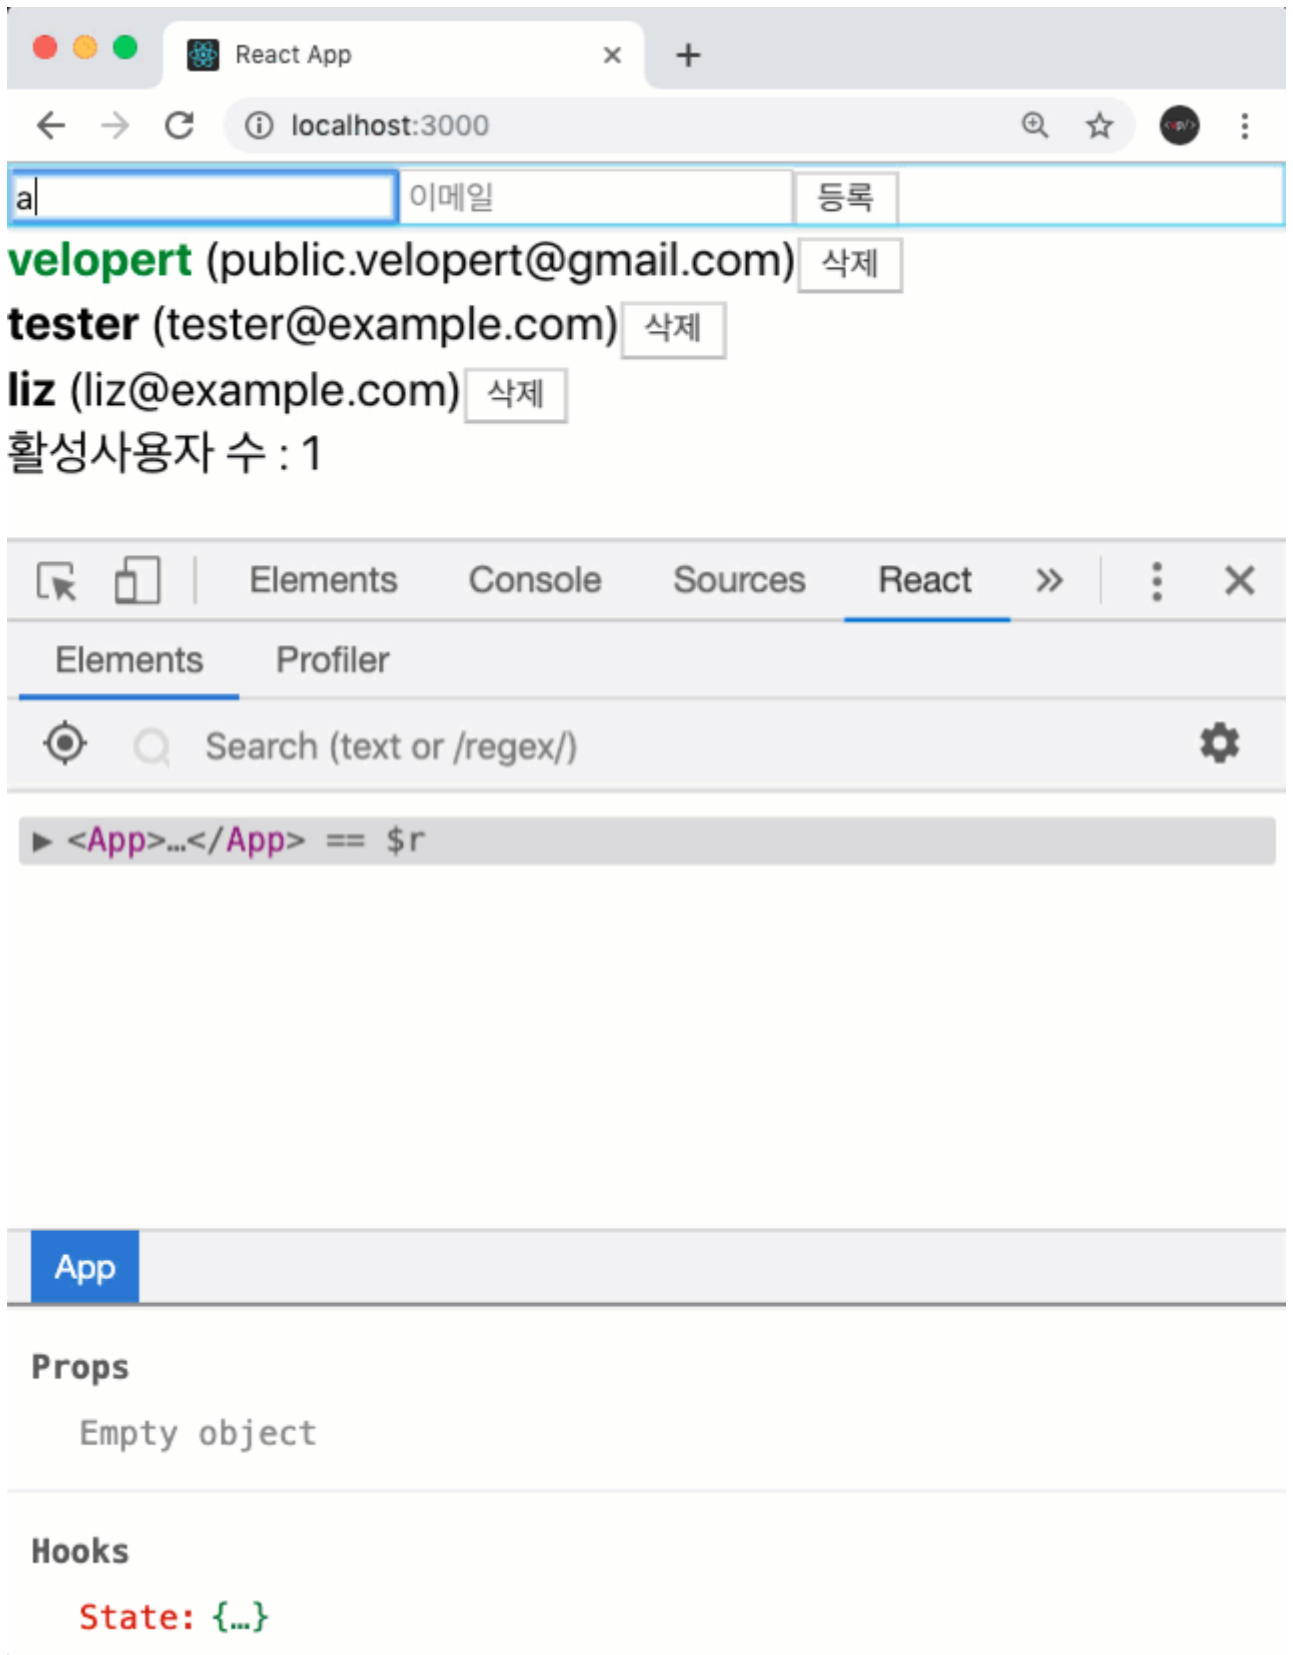 React App
localhost:3000
a 이메일 등록
velopert (public.velopert@gmail.com) 삭제
tester (tester@example.com) 삭제
liz (liz@example.com) 삭제
활성사용자 수 : 1
Elements Console Sources React
Elements Profiler
Search (text or /regex/)
▶ <App>…</App> == $r
App
Props
Empty object
Hooks
State: {…}